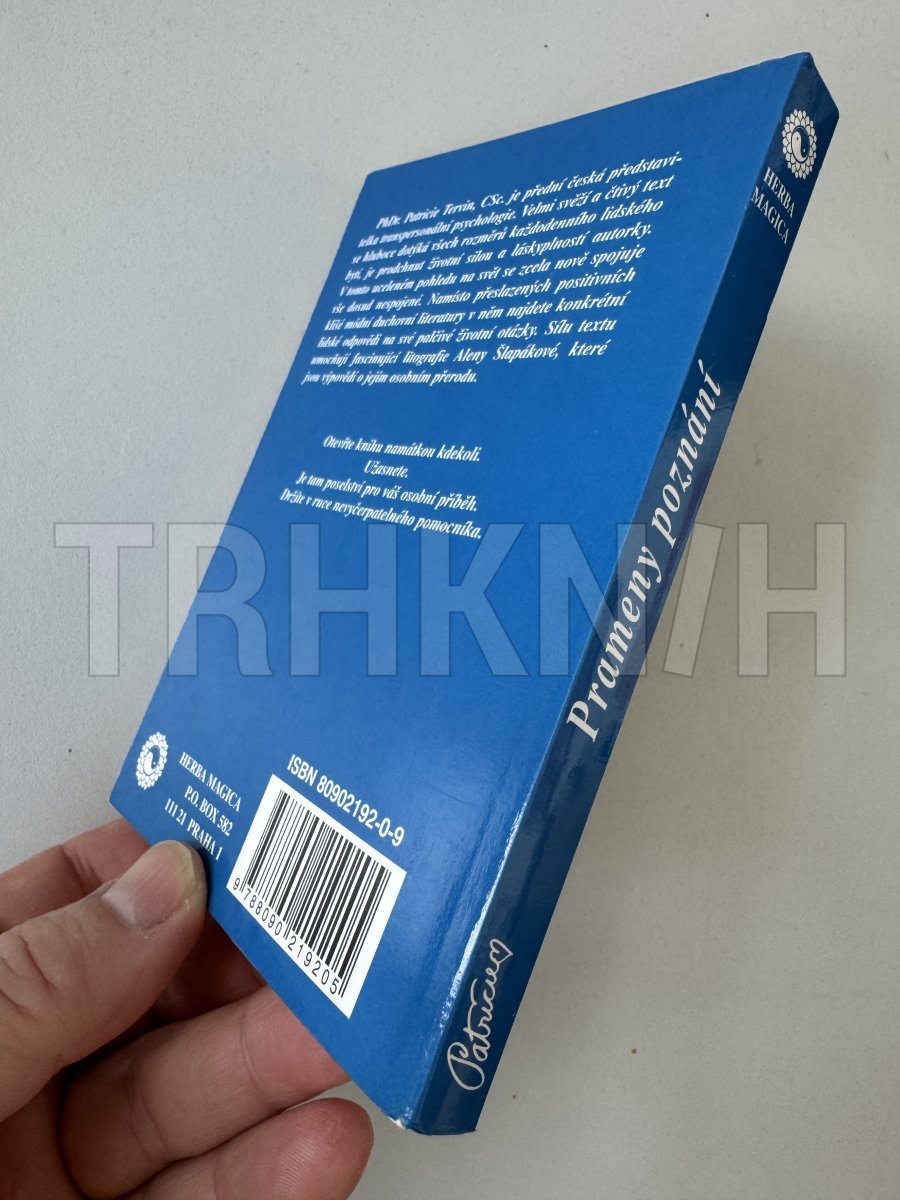 PhDr. Patricie Tervin, CSc. je přední česká představi-
telka transpersonální psychologie. Velmi svěží a čtivý text
se hluboce dotýká všech rozměrů každodenního lidského
bytí, je prodchnut životní silou a láskyplností autorky.
V tomto uceleném pohledu na svět se zcela nově spojuje
vše dosud nespojené. Namísto přeslazených positivních
klišé módní duchovní literatury v něm najdete konkrétní
lidské odpovědi na své palčivé životní otázky. Sílu textu
umocňují fascinující litografie Aleny Šlapákové, které
jsou výpovědí o jejím osobním přerodu.
Otevřte knihu namátkou kdekoli.
Užasnete.
Je tam poselství pro váš osobní příběh.
Držíte v ruce nevyčerpatelného pomocníka.
HERBA MAGICA
P.O. BOX 582
111 21 PRAHA 1
ISBN 80902192-0-9
9 788090 219205
HERBA
MAGICA
Prameny poznání
Patricie
TRHKNIH